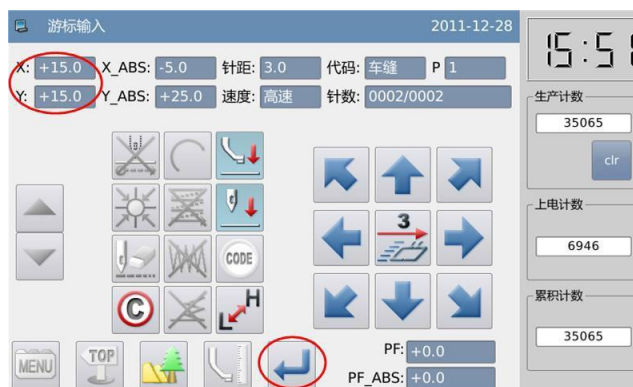 游标输入 2011-12-28
X: +15.0 X_ABS: -5.0 针距: 3.0 代码: 车缝 P 1
Y: +15.0 Y_ABS: +25.0 速度: 高速 针数: 0002/0002
生产计数
35065
clr
上电计数
6946
累积计数
35065
3
CODE
C
H
L
MENU
TOP
PF: +0.0
PF_ABS: +0.0